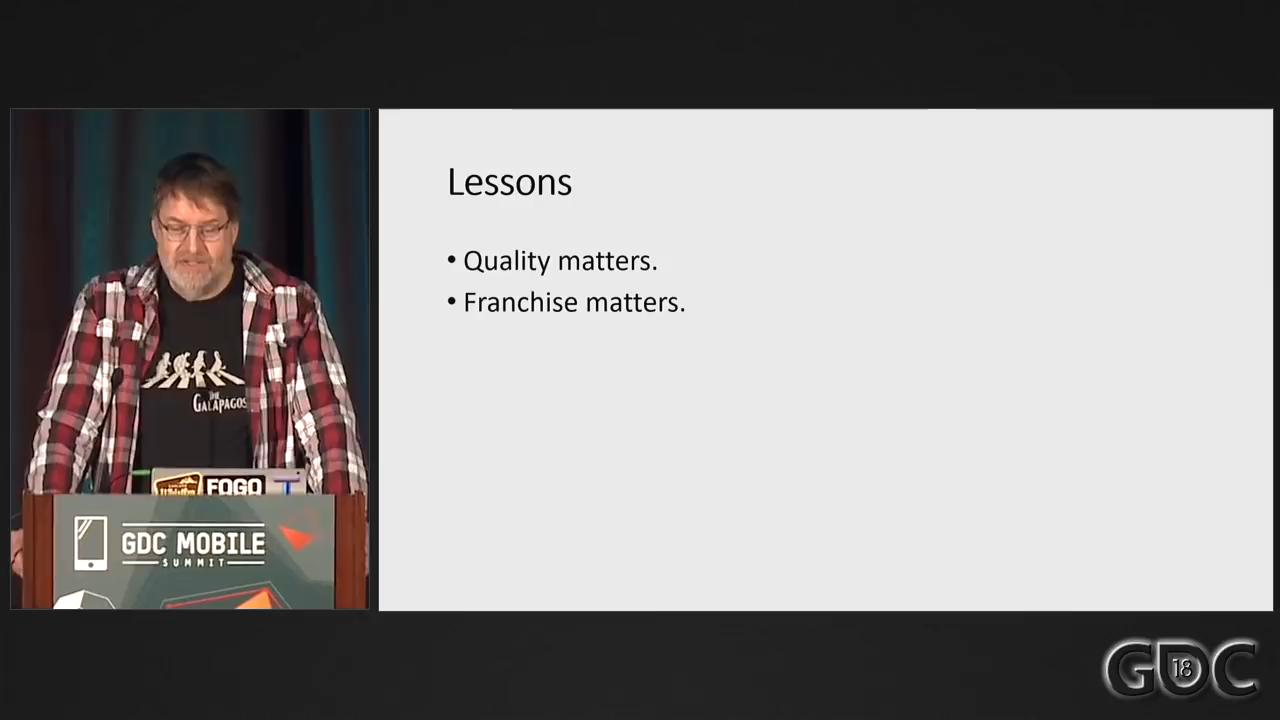 Lessons
• Quality matters.
• Franchise matters.
THE
GALAPAGOS
FOGO
GDC MOBILE
SUMMIT
GDC
18